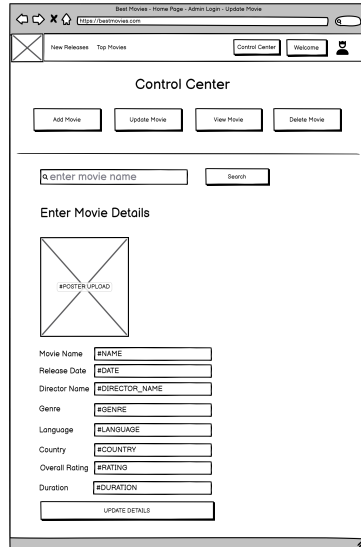 Best Movies - Home Page - Admin Login - Update Movie
https://bestmovies.com
New Releases Top Movies Control Center Welcome
Control Center
Add Movie Update Movie View Movie Delete Movie
enter movie name Search
Enter Movie Details
#POSTER UPLOAD
Movie Name #NAME
Release Date #DATE
Director Name #DIRECTOR_NAME
Genre #GENRE
Language #LANGUAGE
Country #COUNTRY
Overall Rating #RATING
Duration #DURATION
UPDATE DETAILS